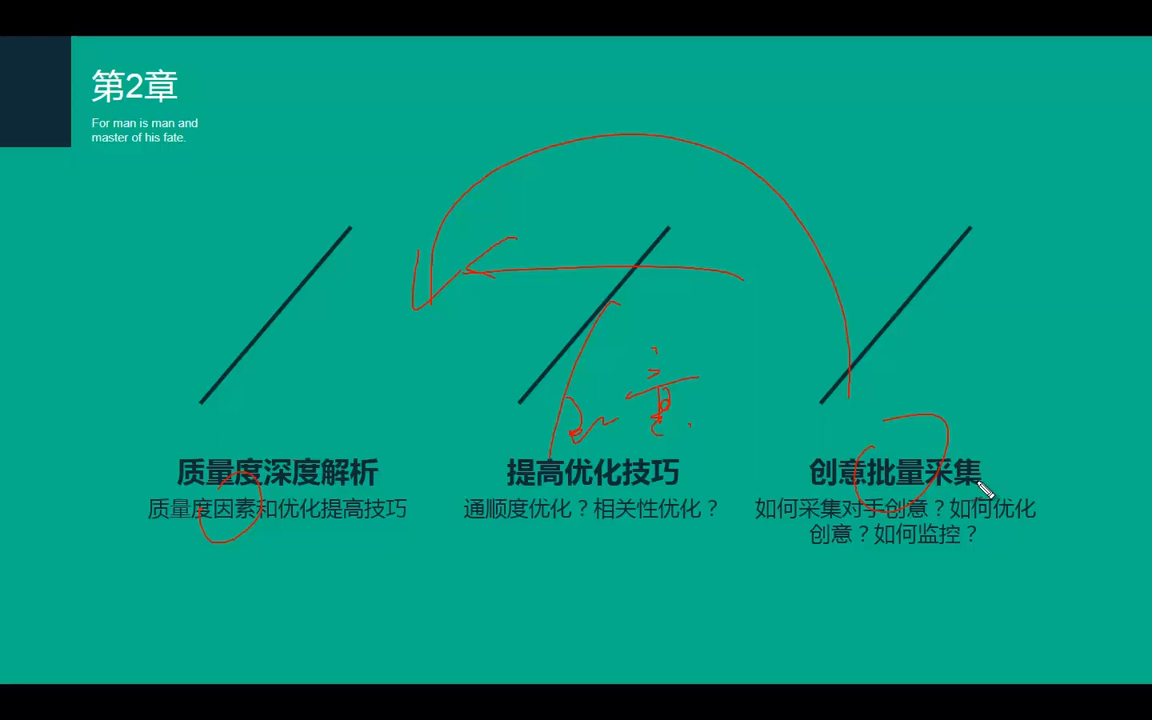 第2章
For man is man and
master of his fate.
质量度深度解析
质量度因素和优化提高技巧
提高优化技巧
通顺度优化？相关性优化？
创意批量采集
如何采集对手创意？如何优化
创意？如何监控？
意